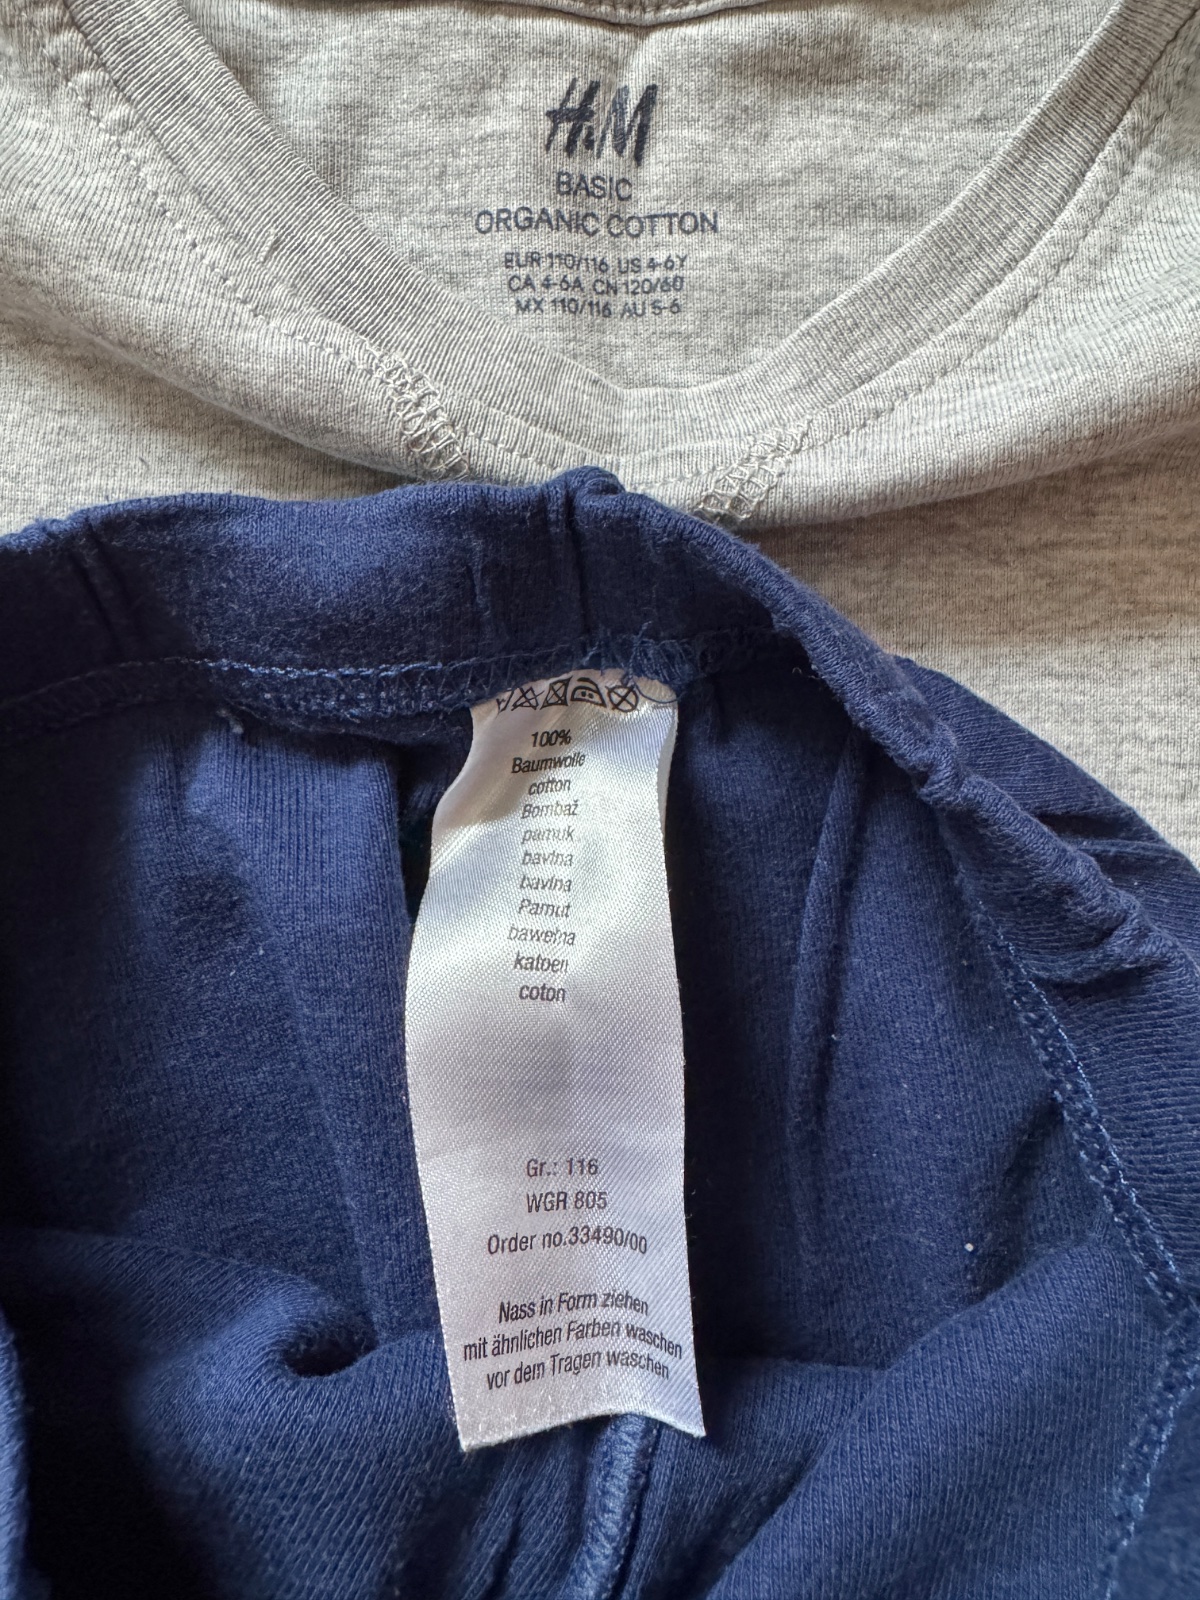 H&M
BASIC
ORGANIC COTTON
EUR 110/116 US 4-6Y
CA 4-6A CN 120/60
MX 110/116 AU 5-6
100%
Baumwolle
cotton
Bombaž
pamuk
bavlna
bavlna
Pamut
bawełna
katoen
coton
Gr.: 116
WGR 805
Order no.33490/00
Nass in Form ziehen
mit ähnlichen Farben waschen
vor dem Tragen waschen